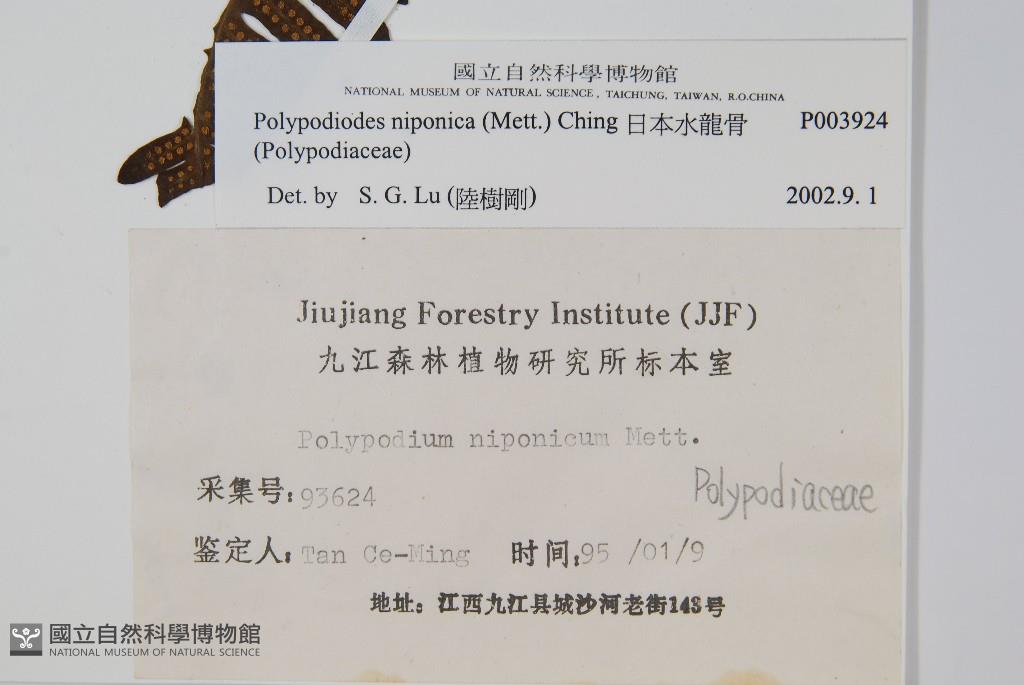 國立自然科學博物館
NATIONAL MUSEUM OF NATURAL SCIENCE, TAICHUNG, TAIWAN, R.O.CHINA
Polypodiodes niponica (Mett.) Ching 日本水龍骨 P003924
(Polypodiaceae)
Det. by S. G. Lu (陸樹剛) 2002.9. 1
Jiujiang Forestry Institute (JJF)
九江森林植物研究所标本室
Polypodium niponicum Mett.
Polypodiaceae
采集号:93624
鉴定人:Tan Ce-Ming 时间:95 /01/9
地址:江西九江县城沙河老街143号
國立自然科學博物館
NATIONAL MUSEUM OF NATURAL SCIENCE